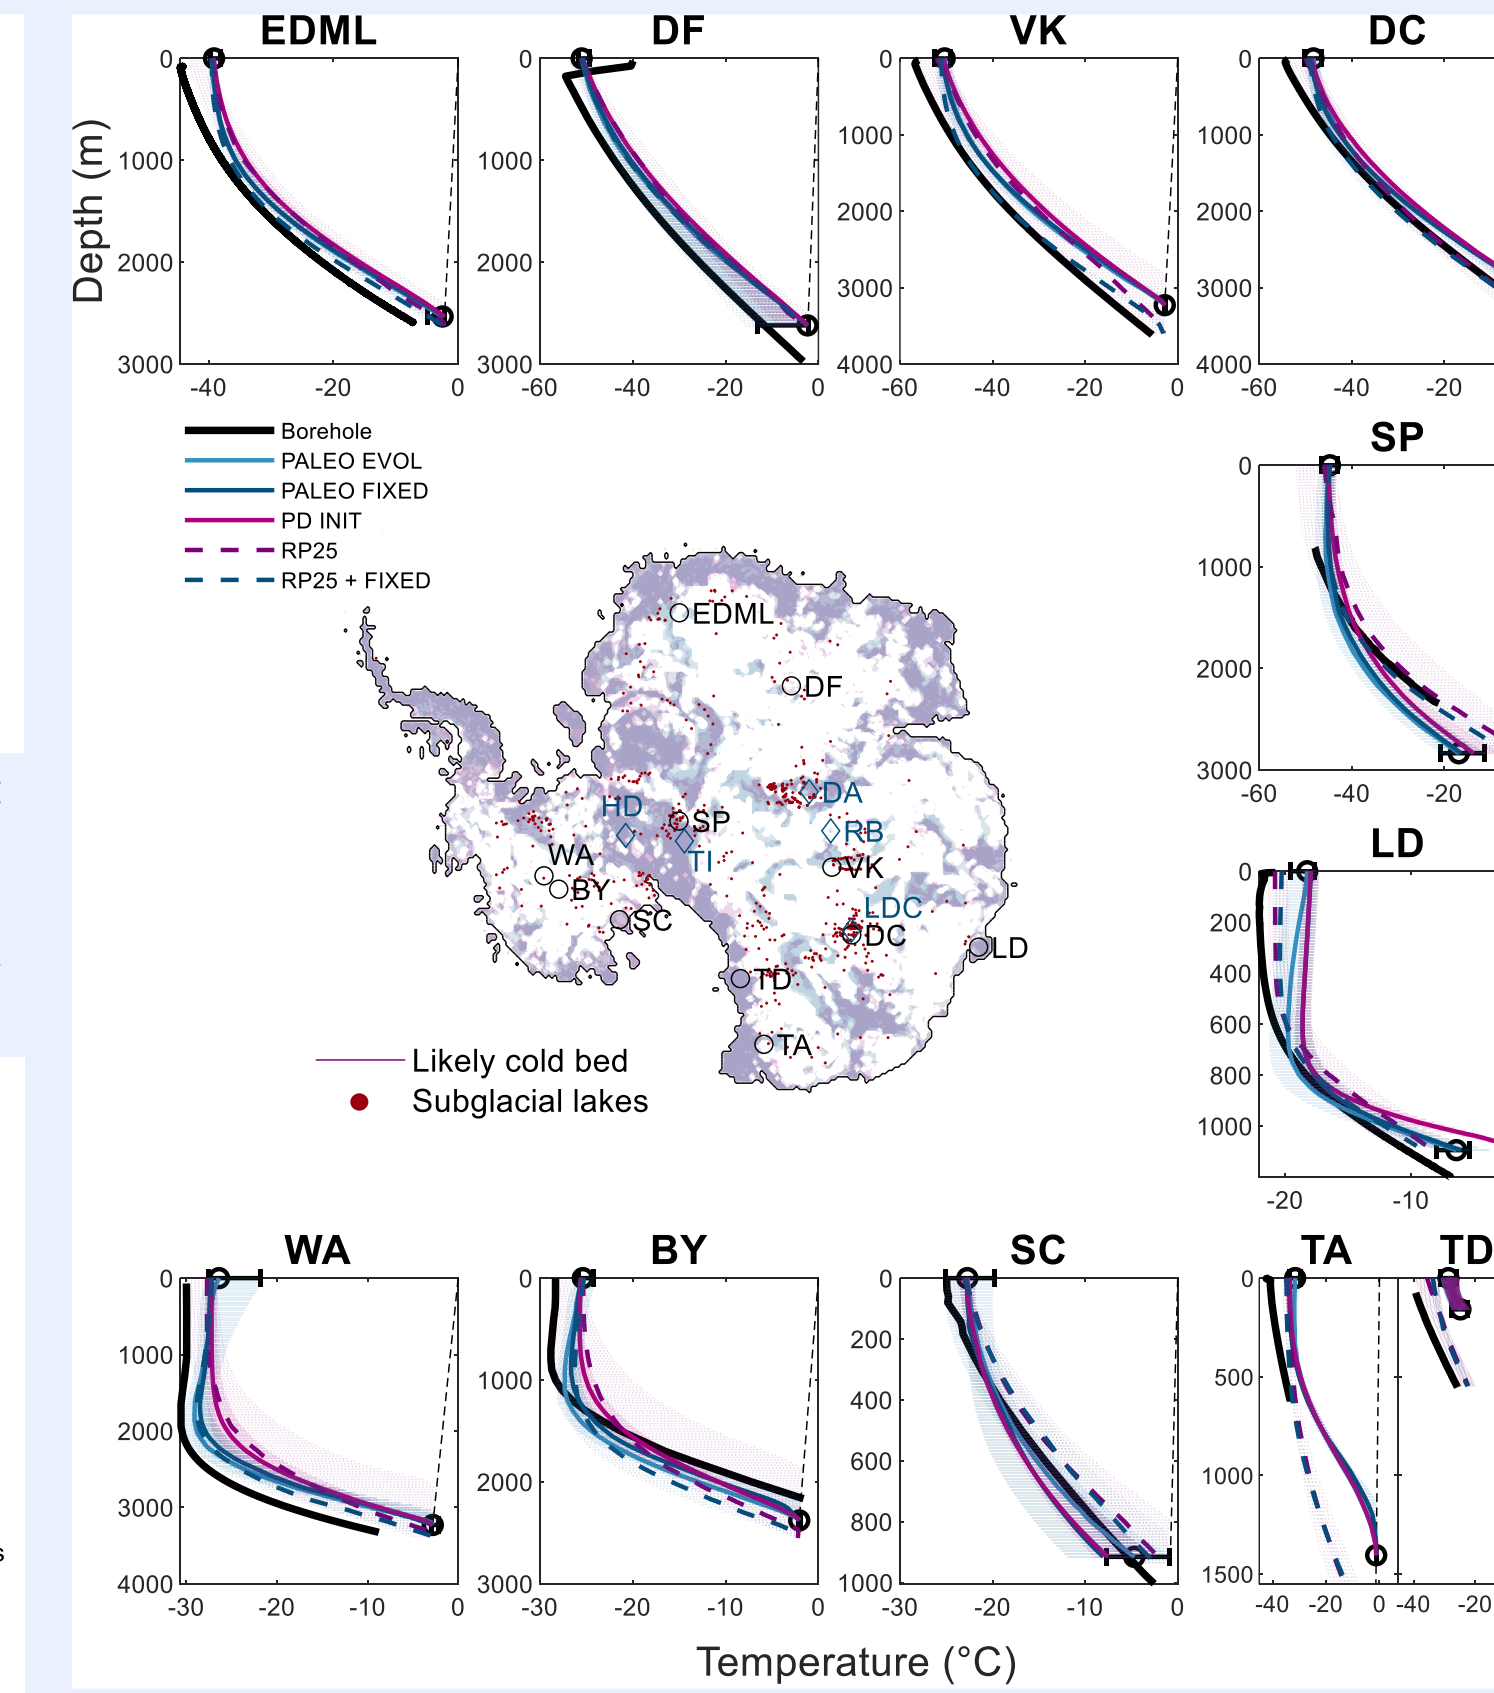 EDML DF VK DC
Depth (m)
0 1000 2000 3000
-40 -20 0
0 1000 2000 3000
-60 -40 -20 0
0 1000 2000 3000 4000
-60 -40 -20 0
0 1000 2000 3000 4000
-60 -40 -20
Borehole
PALEO EVOL
PALEO FIXED
PD INIT
RP25
RP25 + FIXED
SP
0 1000 2000 3000
-60 -40 -20
EDML
DF
HD
DA
SP
RB
TI
WA
VK
BY
LDC
SC
DC
LD
TD
TA
Likely cold bed
Subglacial lakes
LD
0 200 400 600 800 1000
-20 -10
WA BY SC TA TD
0 1000 2000 3000 4000
-30 -20 -10 0
0 1000 2000 3000
-30 -20 -10 0
0 200 400 600 800 1000
-30 -20 -10 0
0 500 1000 1500
-40 -20 0 -40 -20
Temperature (°C)